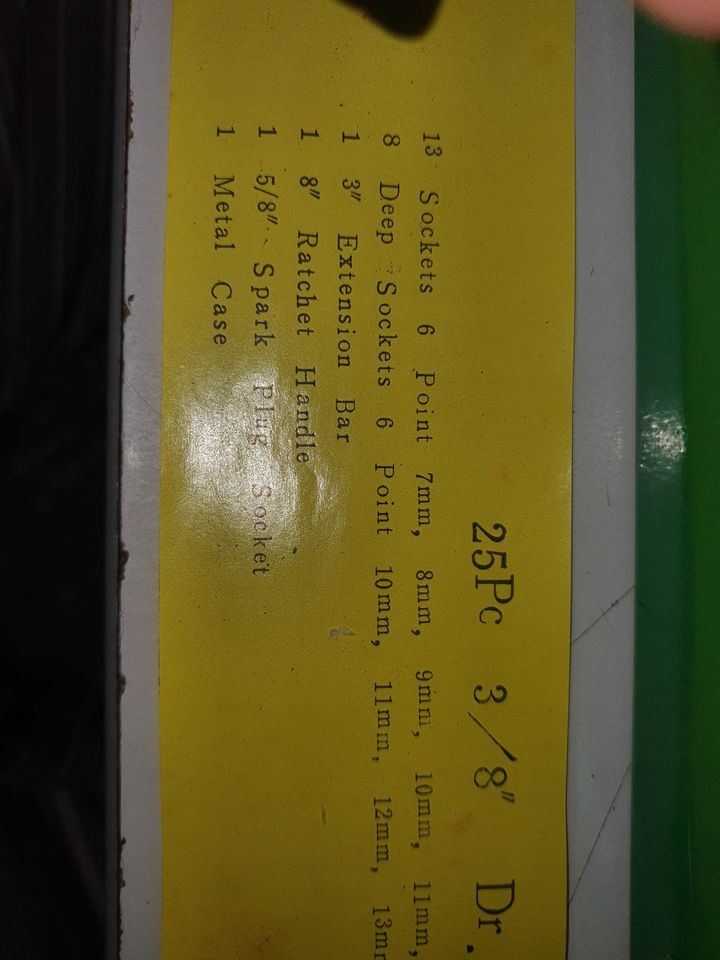 25Pc 3/8" Dr.
13 Sockets 6 Point 7mm, 8mm, 9mm, 10mm, 11mm,
8 Deep Sockets 6 Point 10mm, 11mm, 12mm, 13mm
1 3" Extension Bar
1 8" Ratchet Handle
1 5/8" Spark Plug Socket
1 Metal Case